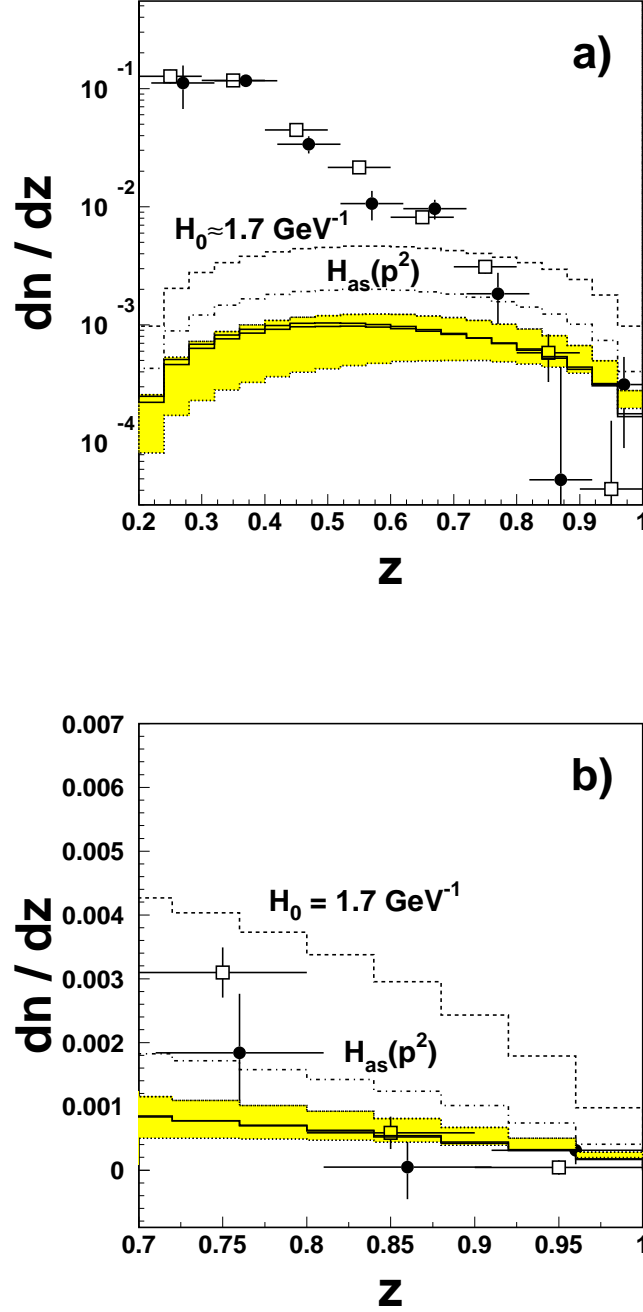 a)
dn / dz
10⁻¹
10⁻²
10⁻³
10⁻⁴
H₀≈1.7 GeV⁻¹
Hₐₛ(p²)
0.2 0.3 0.4 0.5 0.6 0.7 0.8 0.9 1
z
b)
dn / dz
0.007
0.006
0.005
0.004
0.003
0.002
0.001
0
H₀ = 1.7 GeV⁻¹
Hₐₛ(p²)
0.7 0.75 0.8 0.85 0.9 0.95 1
z